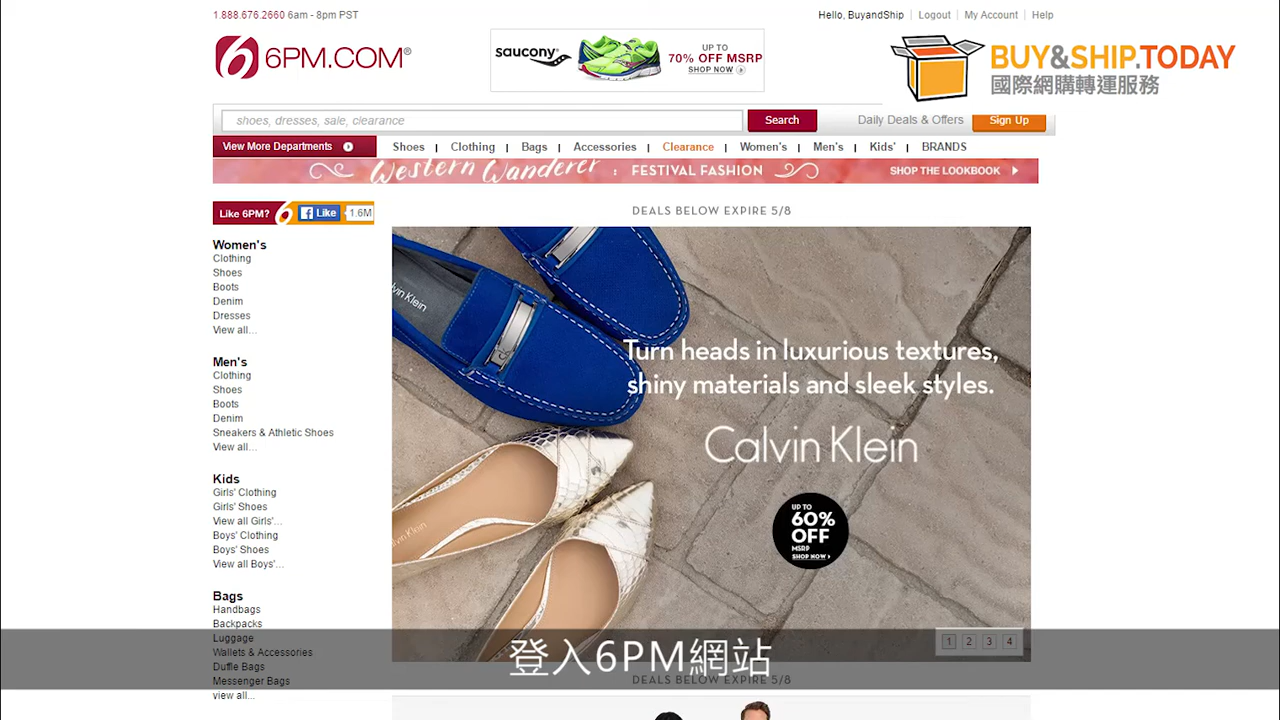 1.888.676.2660 6am - 8pm PST
Hello, BuyandShip | Logout | My Account | Help
6 6PM.COM®
saucony
UP TO
70% OFF MSRP
SHOP NOW
BUY&SHIP.TODAY
國際網購轉運服務
shoes, dresses, sale, clearance
Search
Daily Deals & Offers
Sign Up
View More Departments
Shoes | Clothing | Bags | Accessories | Clearance | Women's | Men's | Kids' | BRANDS
Western Wanderer : FESTIVAL FASHION
SHOP THE LOOKBOOK
Like 6PM? 6 Like 1.6M
DEALS BELOW EXPIRE 5/8
Women's
Clothing
Shoes
Boots
Denim
Dresses
View all...
Men's
Clothing
Shoes
Boots
Denim
Sneakers & Athletic Shoes
View all...
Kids
Girls' Clothing
Girls' Shoes
View all Girls'...
Boys' Clothing
Boys' Shoes
View all Boys'...
Bags
Handbags
Backpacks
Luggage
Wallets & Accessories
Duffle Bags
Messenger Bags
view all...
Calvin Klein
Turn heads in luxurious textures,
shiny materials and sleek styles.
Calvin Klein
UP TO
60%
OFF
MSRP
SHOP NOW
1 2 3 4
登入6PM網站
DEALS BELOW EXPIRE 5/8